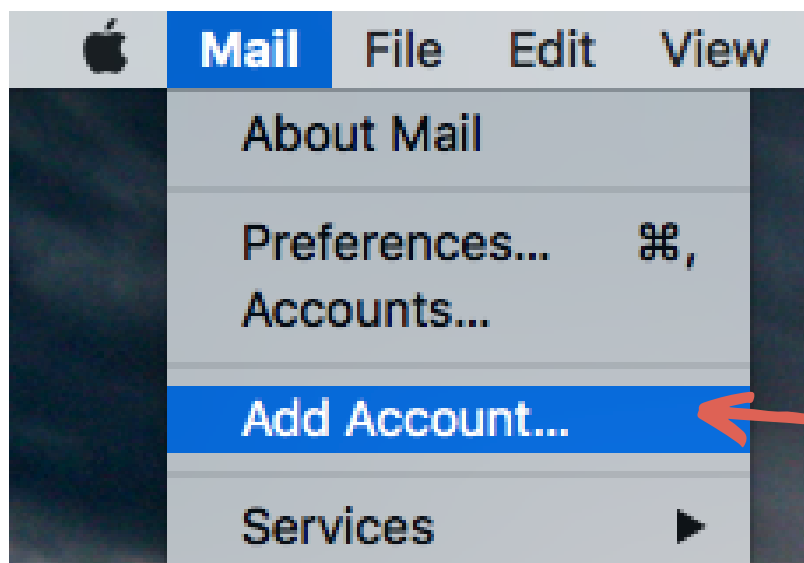 Mail File Edit View
About Mail
Preferences... ⌘,
Accounts...
Add Account...
Services ▶